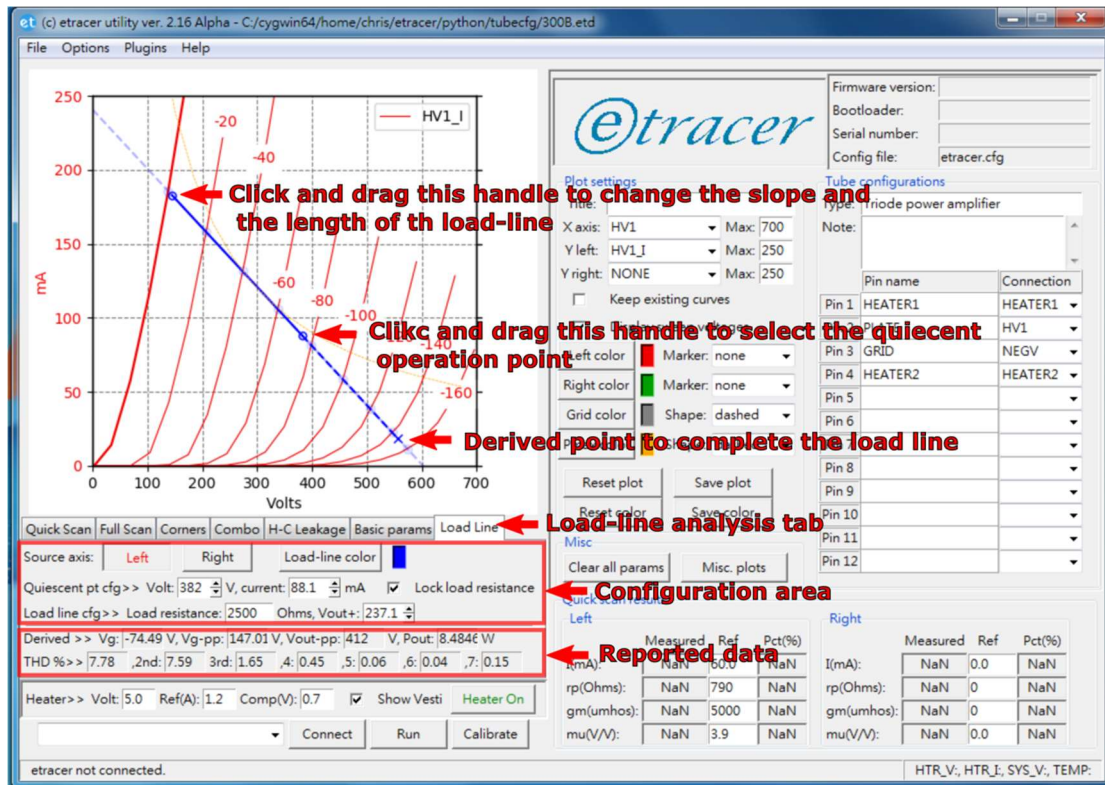 (c) etracer utility ver. 2.16 Alpha - C:/cygwin64/home/chris/etracer/python/tubecfg/300B.etd
File Options Plugins Help
250
200
150
100
50
0
mA
0 100 200 300 400 500 600 700
Volts
HV1_I
-20
-40
-60
-80
-100
-140
-160
Click and drag this handle to change the slope and
the length of th load-line
Clikc and drag this handle to select the quiecent
operation point
Derived point to complete the load line
Load-line analysis tab
Configuration area
Reported data
etracer
Firmware version:
Bootloader:
Serial number:
Config file: etracer.cfg
Plot settings
Title:
X axis: HV1 Max: 700
Y left: HV1_I Max: 250
Y right: NONE Max: 250
Keep existing curves
Left color Marker: none
Right color Marker: none
Grid color Shape: dashed
Reset plot Save plot
Reset color Save color
Misc
Clear all params Misc. plots
Tube configurations
Type: Triode power amplifier
Note:
Pin name Connection
Pin 1 HEATER1 HEATER1
HV1
Pin 3 GRID NEGV
Pin 4 HEATER2 HEATER2
Pin 5
Pin 6
Pin 8
Pin 9
Pin 10
Pin 11
Pin 12
Quick Scan Full Scan Corners Combo H-C Leakage Basic params Load Line
Source axis: Left Right Load-line color
Quiescent pt cfg>> Volt: 382 V, current: 88.1 mA Lock load resistance
Load line cfg>> Load resistance: 2500 Ohms, Vout+: 237.1
Derived >> Vg: -74.49 V, Vg-pp: 147.01 V, Vout-pp: 412 V, Pout: 8.4846 W
THD %>> 7.78 ,2nd: 7.59 3rd: 1.65 ,4: 0.45 ,5: 0.06 ,6: 0.04 ,7: 0.15
Heater>> Volt: 5.0 Ref(A): 1.2 Comp(V): 0.7 Show Vesti Heater On
Connect Run Calibrate
Quick scan results
Left
Measured Ref Pct(%)
I(mA): NaN 60.0 NaN
rp(Ohms): NaN 790 NaN
gm(umhos): NaN 5000 NaN
mu(V/V): NaN 3.9 NaN
Right
Measured Ref Pct(%)
I(mA): NaN 0.0 NaN
rp(Ohms): NaN 0 NaN
gm(umhos): NaN 0 NaN
mu(V/V): NaN 0.0 NaN
etracer not connected.
HTR_V:, HTR_I:, SYS_V:, TEMP: